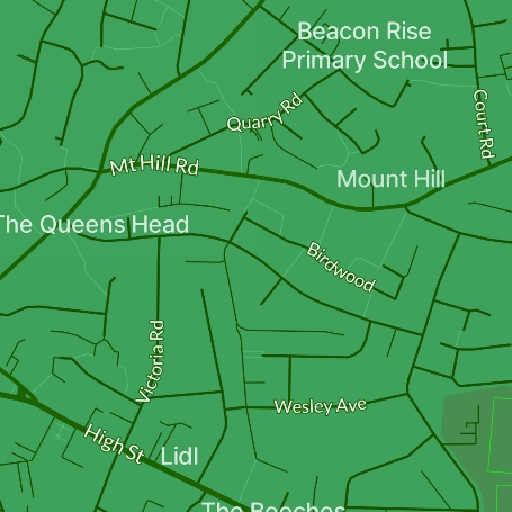 Beacon Rise
Primary School
Quarry Rd
Court Rd
Mt Hill Rd
Mount Hill
The Queens Head
Birdwood
Victoria Rd
Wesley Ave
High St
Lidl
The Beeches